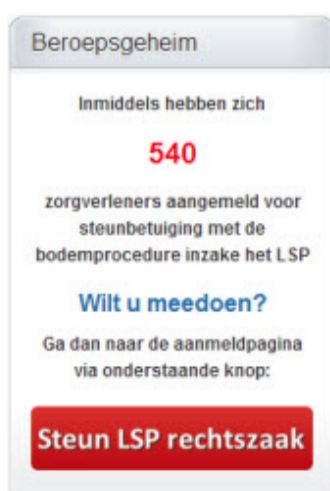 Beroepsgeheim
Inmiddels hebben zich
540
zorgverleners aangemeld voor
steunbetuiging met de
bodemprocedure inzake het LSP
Wilt u meedoen?
Ga dan naar de aanmeldpagina
via onderstaande knop:
Steun LSP rechtszaak